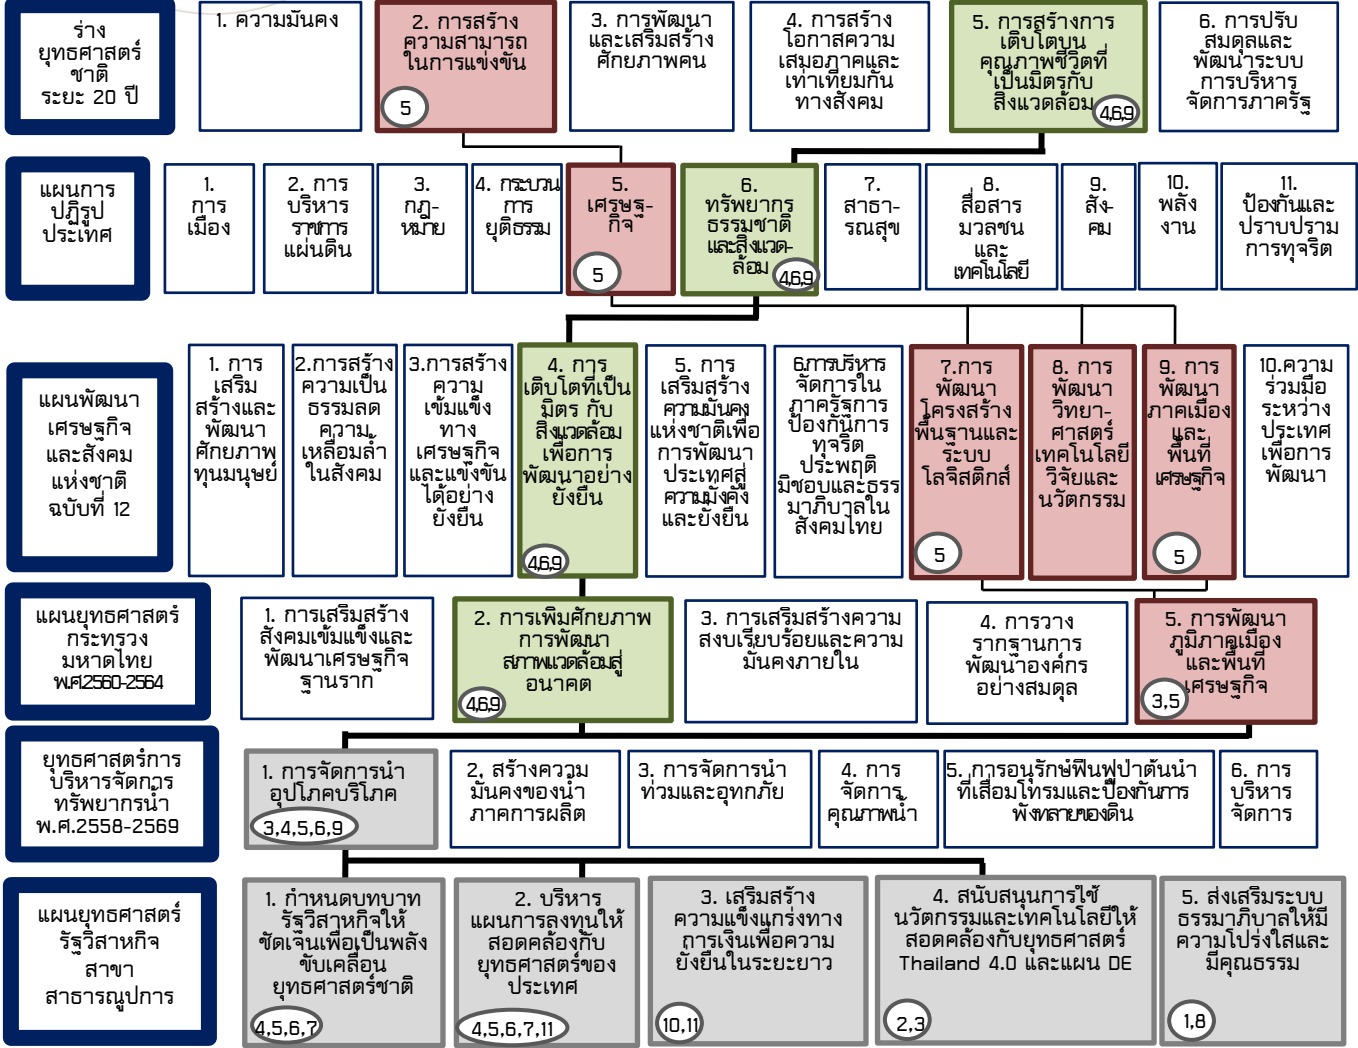 ร่าง
ยุทธศาสตร์
ชาติ
ระยะ 20 ปี
1. ความมั่นคง
2. การสร้าง
ความสามารถ
ในการแข่งขัน
5
3. การพัฒนา
และเสริมสร้าง
ศักยภาพคน
4. การสร้าง
โอกาสความ
เสมอภาคและ
เท่าเทียมกัน
ทางสังคม
5. การสร้างการ
เติบโตบน
คุณภาพชีวิตที่
เป็นมิตรกับ
สิ่งแวดล้อม
4,6,9
6. การปรับ
สมดุลและ
พัฒนาระบบ
การบริหาร
จัดการภาครัฐ
แผนการ
ปฏิรูป
ประเทศ
1.
การ
เมือง
2. การ
บริหาร
ราชการ
แผ่นดิน
3.
กฎ-
หมาย
4. กระบวน
การ
ยุติธรรม
5.
เศรษฐ-
กิจ
5
6.
ทรัพยากร
ธรรมชาติ
และสิ่งแวด-
ล้อม
4,6,9
7.
สาธา-
รณสุข
8.
สื่อสาร
มวลชน
และ
เทคโนโลยี
9.
สัง-
คม
10.
พลัง
งาน
11.
ป้องกันและ
ปราบปราม
การทุจริต
แผนพัฒนา
เศรษฐกิจ
และสังคม
แห่งชาติ
ฉบับที่ 12
1. การ
เสริม
สร้างและ
พัฒนา
ศักยภาพ
ทุนมนุษย์
2.การสร้าง
ความเป็น
ธรรมลด
ความ
เหลื่อมล้ำ
ในสังคม
3.การสร้าง
ความ
เข้มแข็ง
ทาง
เศรษฐกิจ
และแข่งขัน
ได้อย่าง
ยั่งยืน
4. การ
เติบโตที่เป็น
มิตร กับ
สิ่งแวดล้อม
เพื่อการ
พัฒนาอย่าง
ยั่งยืน
4,6,9
5. การ
เสริมสร้าง
ความมั่นคง
แห่งชาติเพื่อ
การพัฒนา
ประเทศสู่
ความมั่งคั่ง
และยั่งยืน
6.การบริหาร
จัดการใน
ภาครัฐการ
ป้องกันการ
ทุจริต
ประพฤติ
มิชอบและธรร
มาภิบาลใน
สังคมไทย
7.การ
พัฒนา
โครงสร้าง
พื้นฐานและ
ระบบ
โลจิสติกส์
5
8. การ
พัฒนา
วิทยา-
ศาสตร์
เทคโนโลยี
วิจัยและ
นวัตกรรม
9. การ
พัฒนา
ภาคเมือง
และ
พื้นที่
เศรษฐกิจ
5
10.ความ
ร่วมมือ
ระหว่าง
ประเทศ
เพื่อการ
พัฒนา
แผนยุทธศาสตร์
กระทรวง
มหาดไทย
พ.ศ.2560-2564
1. การเสริมสร้าง
สังคมเข้มแข็งและ
พัฒนาเศรษฐกิจ
ฐานราก
2. การเพิ่มศักยภาพ
การพัฒนา
สภาพแวดล้อมสู่
อนาคต
4,6,9
3. การเสริมสร้างความ
สงบเรียบร้อยและความ
มั่นคงภายใน
4. การวาง
รากฐานการ
พัฒนาองค์กร
อย่างสมดุล
5. การพัฒนา
ภูมิภาคเมือง
และพื้นที่
เศรษฐกิจ
3,5
ยุทธศาสตร์การ
บริหารจัดการ
ทรัพยากรน้ำ
พ.ศ.2558-2569
1. การจัดการน้ำ
อุปโภคบริโภค
3,4,5,6,9
2. สร้างความ
มั่นคงของน้ำ
ภาคการผลิต
3. การจัดการน้ำ
ท่วมและอุทกภัย
4. การ
จัดการ
คุณภาพน้ำ
5. การอนุรักษ์ฟื้นฟูป่าต้นน้ำ
ที่เสื่อมโทรมและป้องกันการ
พังทลายของดิน
6. การ
บริหาร
จัดการ
แผนยุทธศาสตร์
รัฐวิสาหกิจ
สาขา
สาธารณูปการ
1. กำหนดบทบาท
รัฐวิสาหกิจให้
ชัดเจนเพื่อเป็นพลัง
ขับเคลื่อน
ยุทธศาสตร์ชาติ
4,5,6,7
2. บริหาร
แผนการลงทุนให้
สอดคล้องกับ
ยุทธศาสตร์ของ
ประเทศ
4,5,6,7,11
3. เสริมสร้าง
ความแข็งแกร่งทาง
การเงินเพื่อความ
ยั่งยืนในระยะยาว
10,11
4. สนับสนุนการใช้
นวัตกรรมและเทคโนโลยีให้
สอดคล้องกับยุทธศาสตร์
Thailand 4.0 และแผน DE
2,3
5. ส่งเสริมระบบ
ธรรมาภิบาลให้มี
ความโปร่งใสและ
มีคุณธรรม
1,8